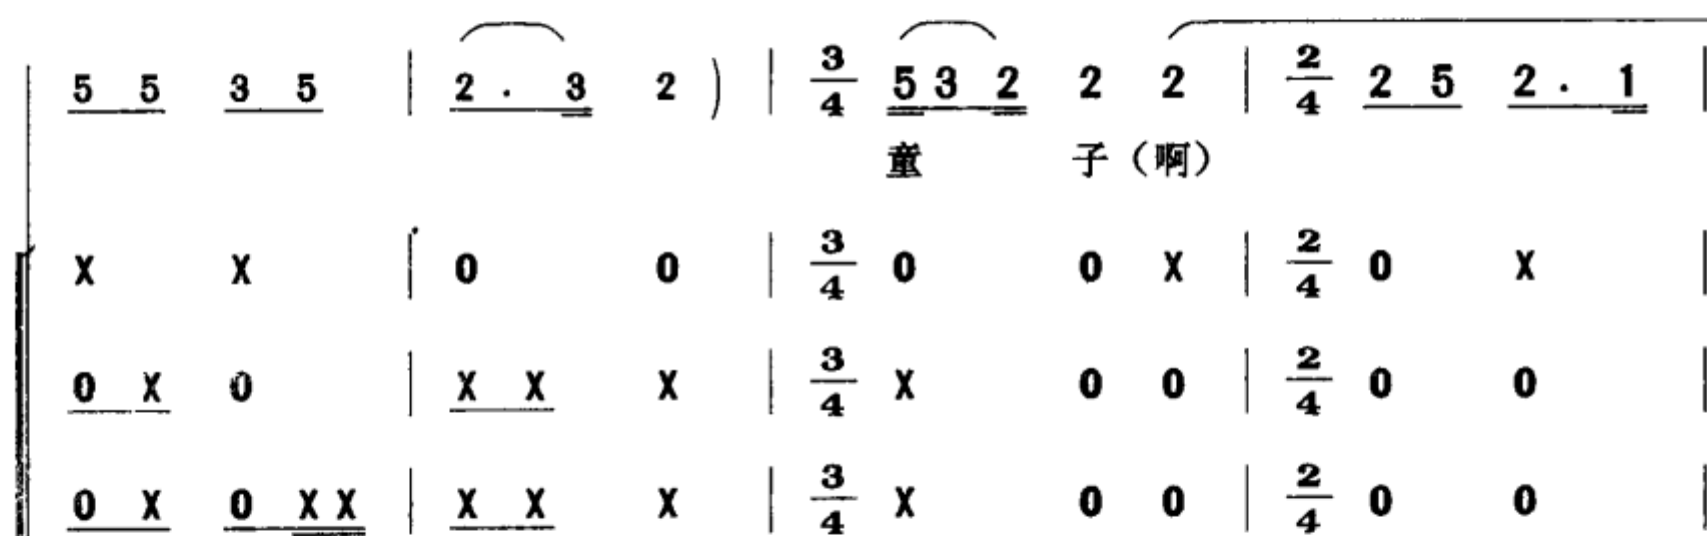 5 5 3 5 | 2 . 3 2 ) | 3/4 5 3 2 2 2 | 2/4 2 5 2 . 1 |
童 子（啊）
X X | 0 0 | 3/4 0 0 X | 2/4 0 X |
0 X 0 | X X X | 3/4 X 0 0 | 2/4 0 0 |
0 X 0 X X | X X X | 3/4 X 0 0 | 2/4 0 0 |